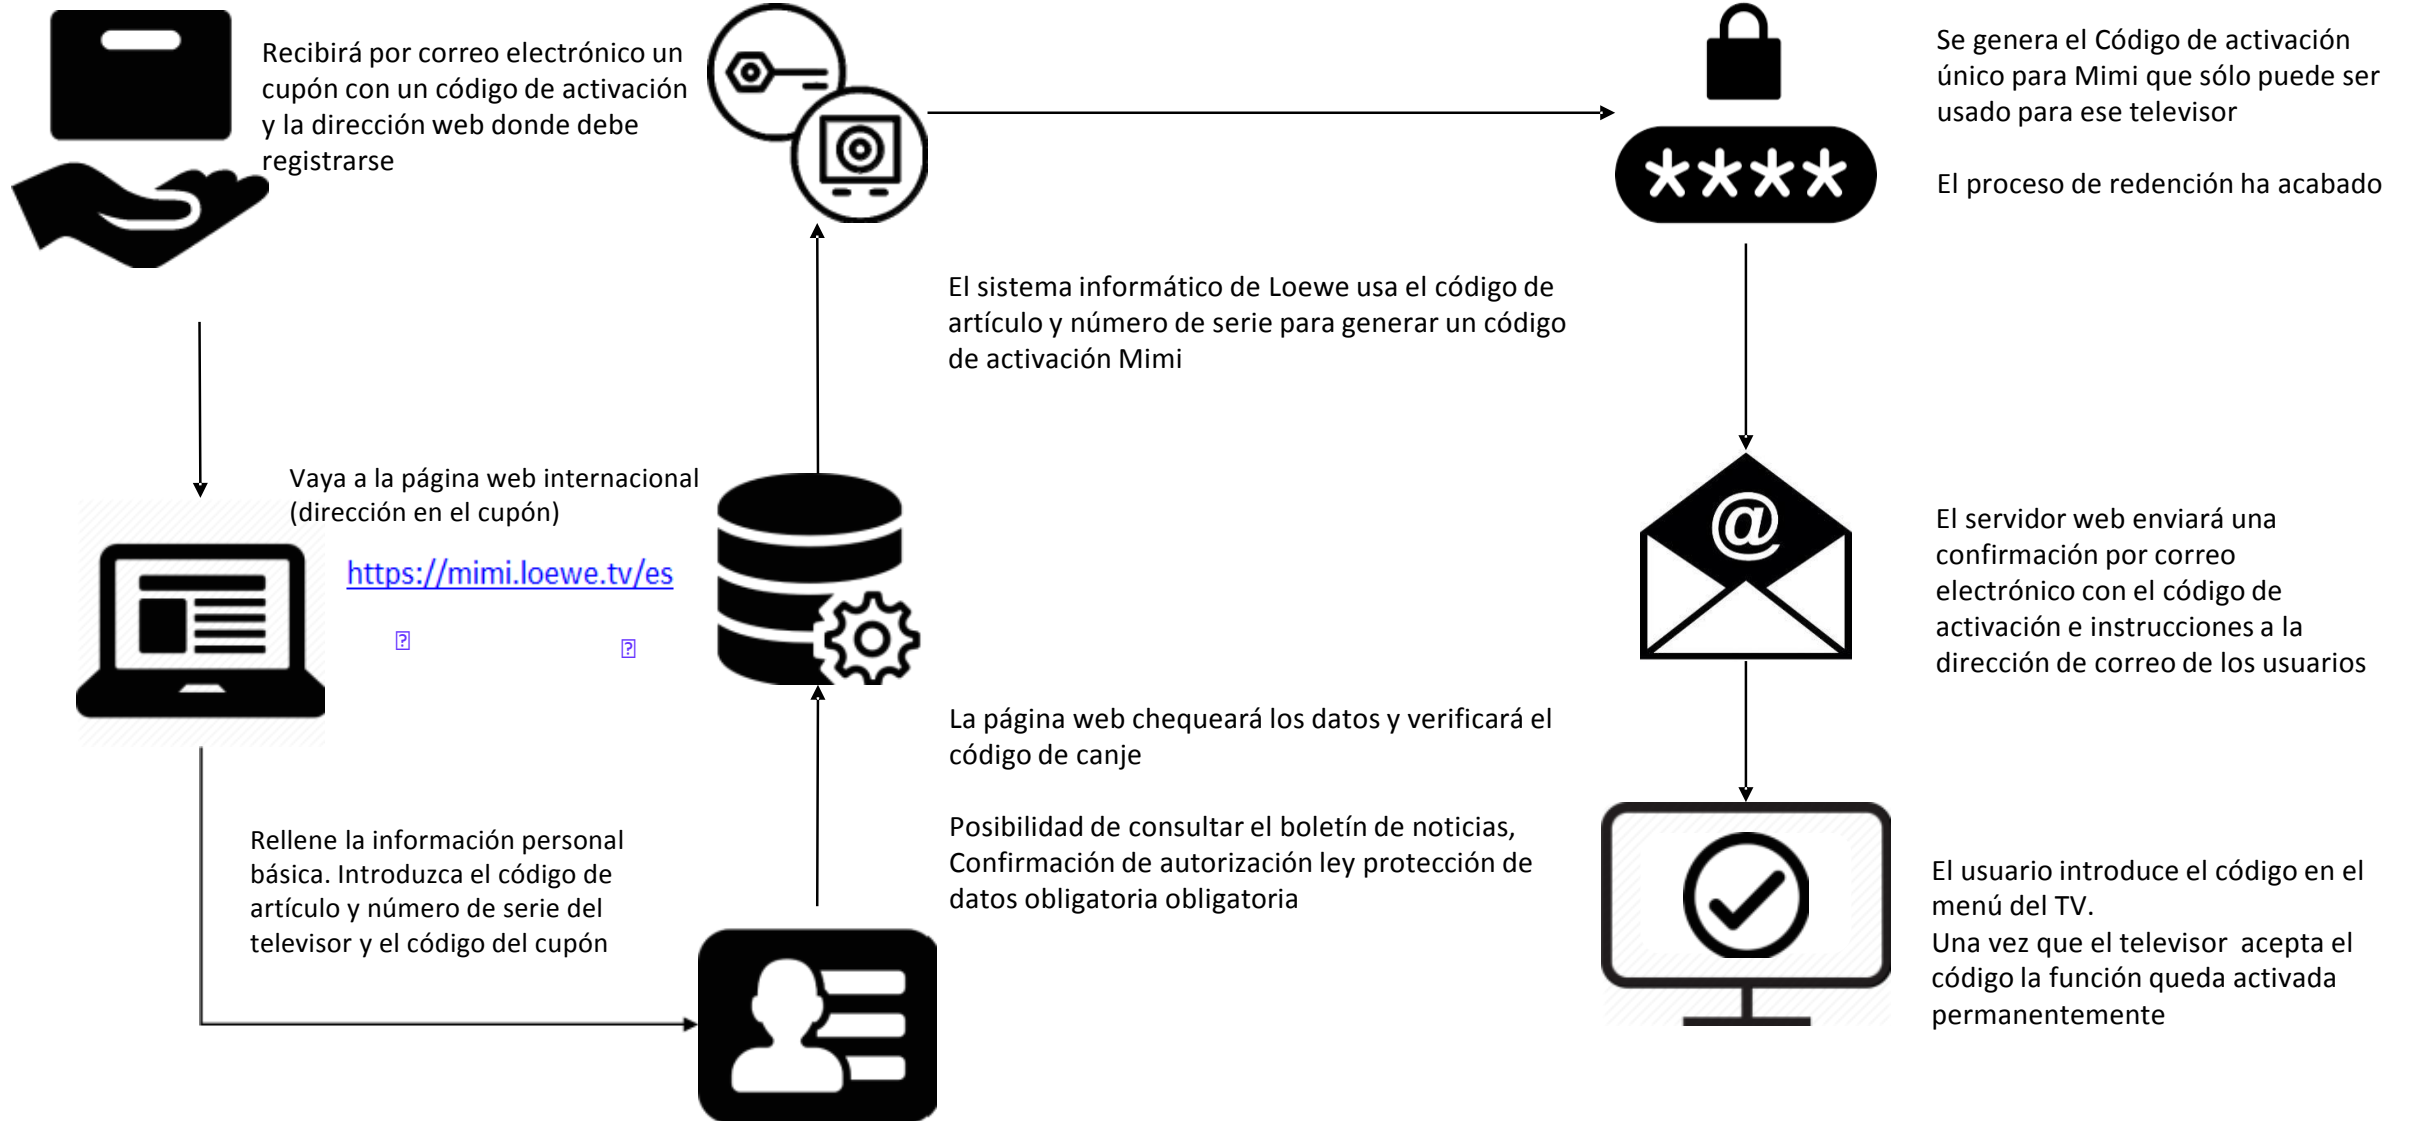 Recibirá por correo electrónico un
cupón con un código de activación
y la dirección web donde debe
registrarse
Vaya a la página web internacional
(dirección en el cupón)
https://mimi.loewe.tv/es
Rellene la información personal
básica. Introduzca el código de
artículo y número de serie del
televisor y el código del cupón
La página web chequeará los datos y verificará el
código de canje
Posibilidad de consultar el boletín de noticias,
Confirmación de autorización ley protección de
datos obligatoria obligatoria
El sistema informático de Loewe usa el código de
artículo y número de serie para generar un código
de activación Mimi
Se genera el Código de activación
único para Mimi que sólo puede ser
usado para ese televisor
El proceso de redención ha acabado
****
@
El servidor web enviará una
confirmación por correo
electrónico con el código de
activación e instrucciones a la
dirección de correo de los usuarios
El usuario introduce el código en el
menú del TV.
Una vez que el televisor  acepta el
código la función queda activada
permanentemente